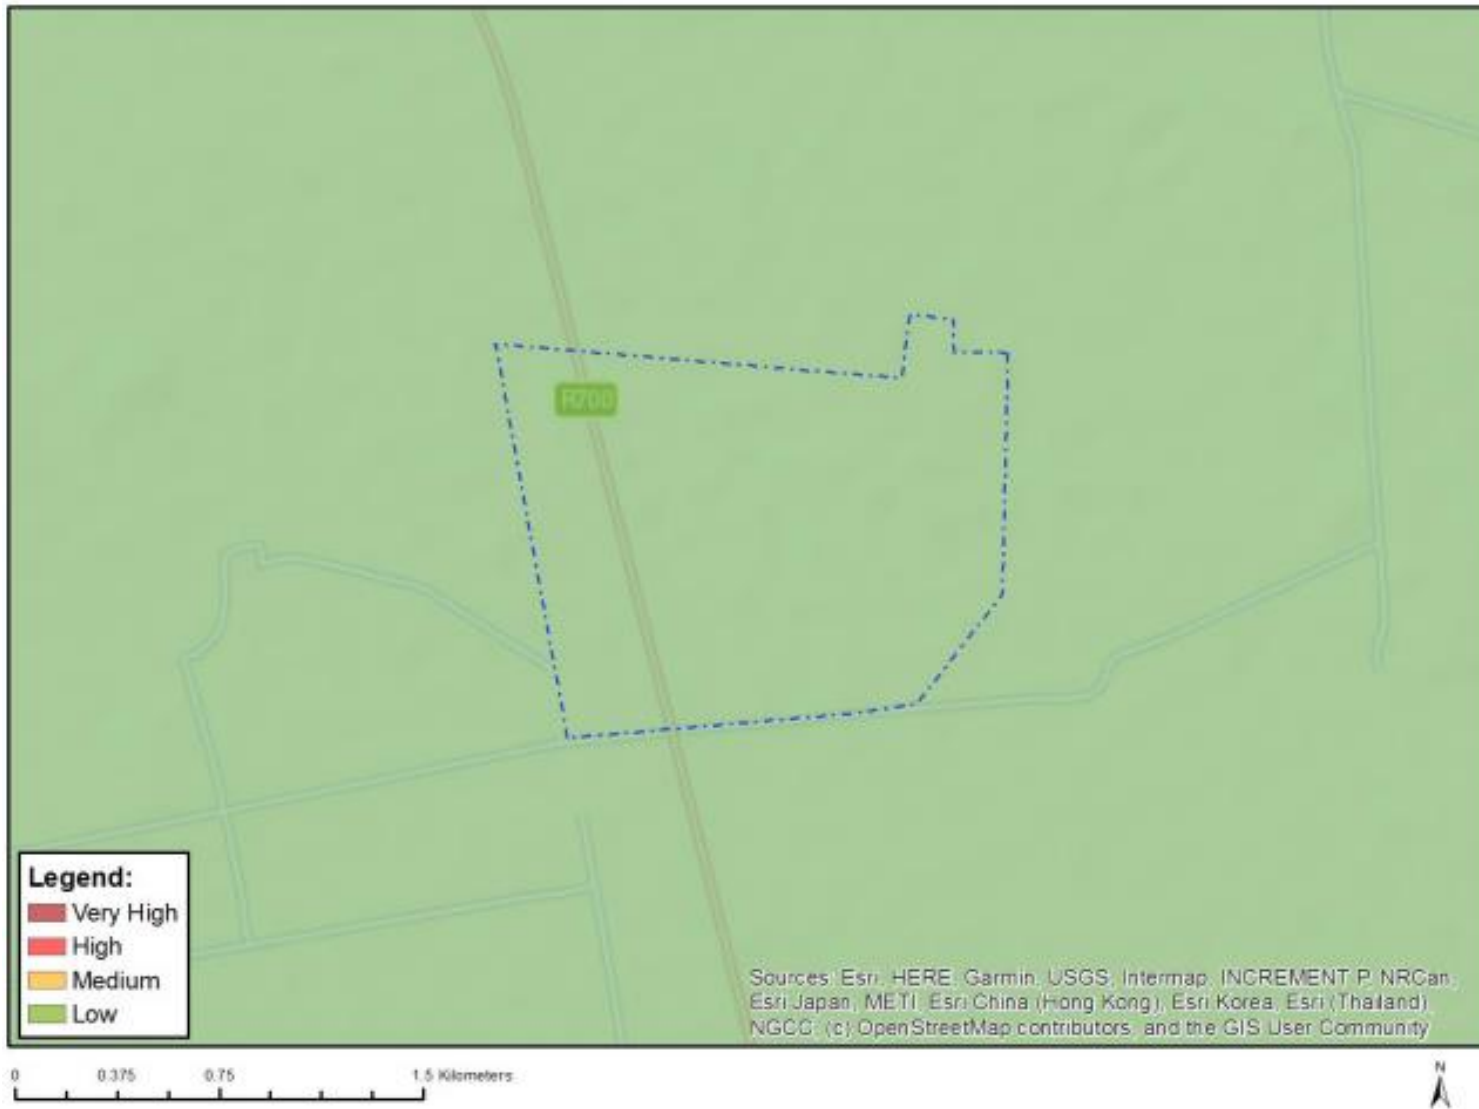 R700
Legend:
Very High
High
Medium
Low
Sources: Esri, HERE, Garmin, USGS, Intermap, INCREMENT P, NRCan,
Esri Japan, METI, Esri China (Hong Kong), Esri Korea, Esri (Thailand),
NGCC, (c) OpenStreetMap contributors, and the GIS User Community
0 0.375 0.75 1.5 Kilometers
N